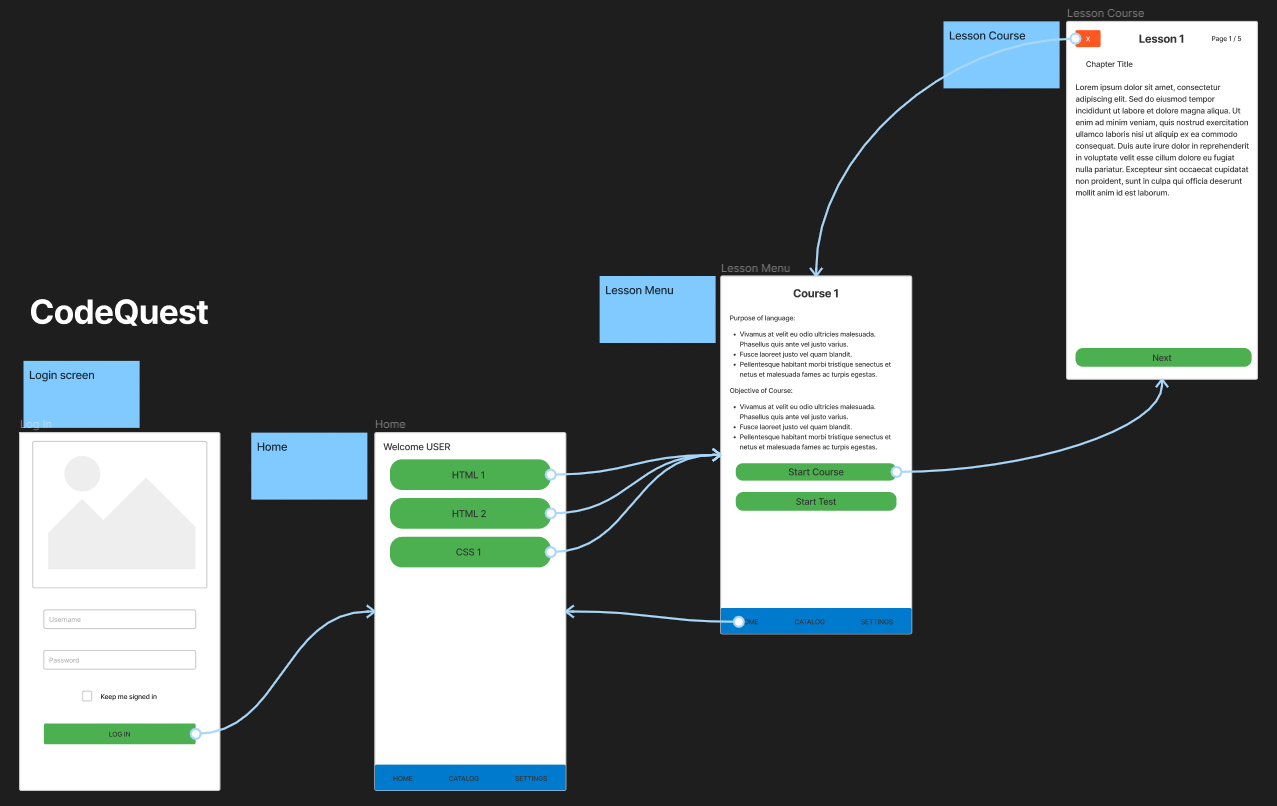 CodeQuest
Login screen
Log In
Username
Password
Keep me signed in
LOG IN
Home
Home
Welcome USER
HTML 1
HTML 2
CSS 1
HOME CATALOG SETTINGS
Lesson Menu
Lesson Menu
Course 1
Purpose of language:
• Vivamus at velit eu odio ultricies malesuada.
Phasellus quis ante vel justo varius.
• Fusce laoreet justo vel quam blandit.
• Pellentesque habitant morbi tristique senectus et
netus et malesuada fames ac turpis egestas.
Objective of Course:
• Vivamus at velit eu odio ultricies malesuada.
Phasellus quis ante vel justo varius.
• Fusce laoreet justo vel quam blandit.
• Pellentesque habitant morbi tristique senectus et
netus et malesuada fames ac turpis egestas.
Start Course
Start Test
OME CATALOG SETTINGS
Lesson Course
Lesson Course
X Lesson 1 Page 1 / 5
Chapter Title
Lorem ipsum dolor sit amet, consectetur
adipiscing elit. Sed do eiusmod tempor
incididunt ut labore et dolore magna aliqua. Ut
enim ad minim veniam, quis nostrud exercitation
ullamco laboris nisi ut aliquip ex ea commodo
consequat. Duis aute irure dolor in reprehenderit
in voluptate velit esse cillum dolore eu fugiat
nulla pariatur. Excepteur sint occaecat cupidatat
non proident, sunt in culpa qui officia deserunt
mollit anim id est laborum.
Next